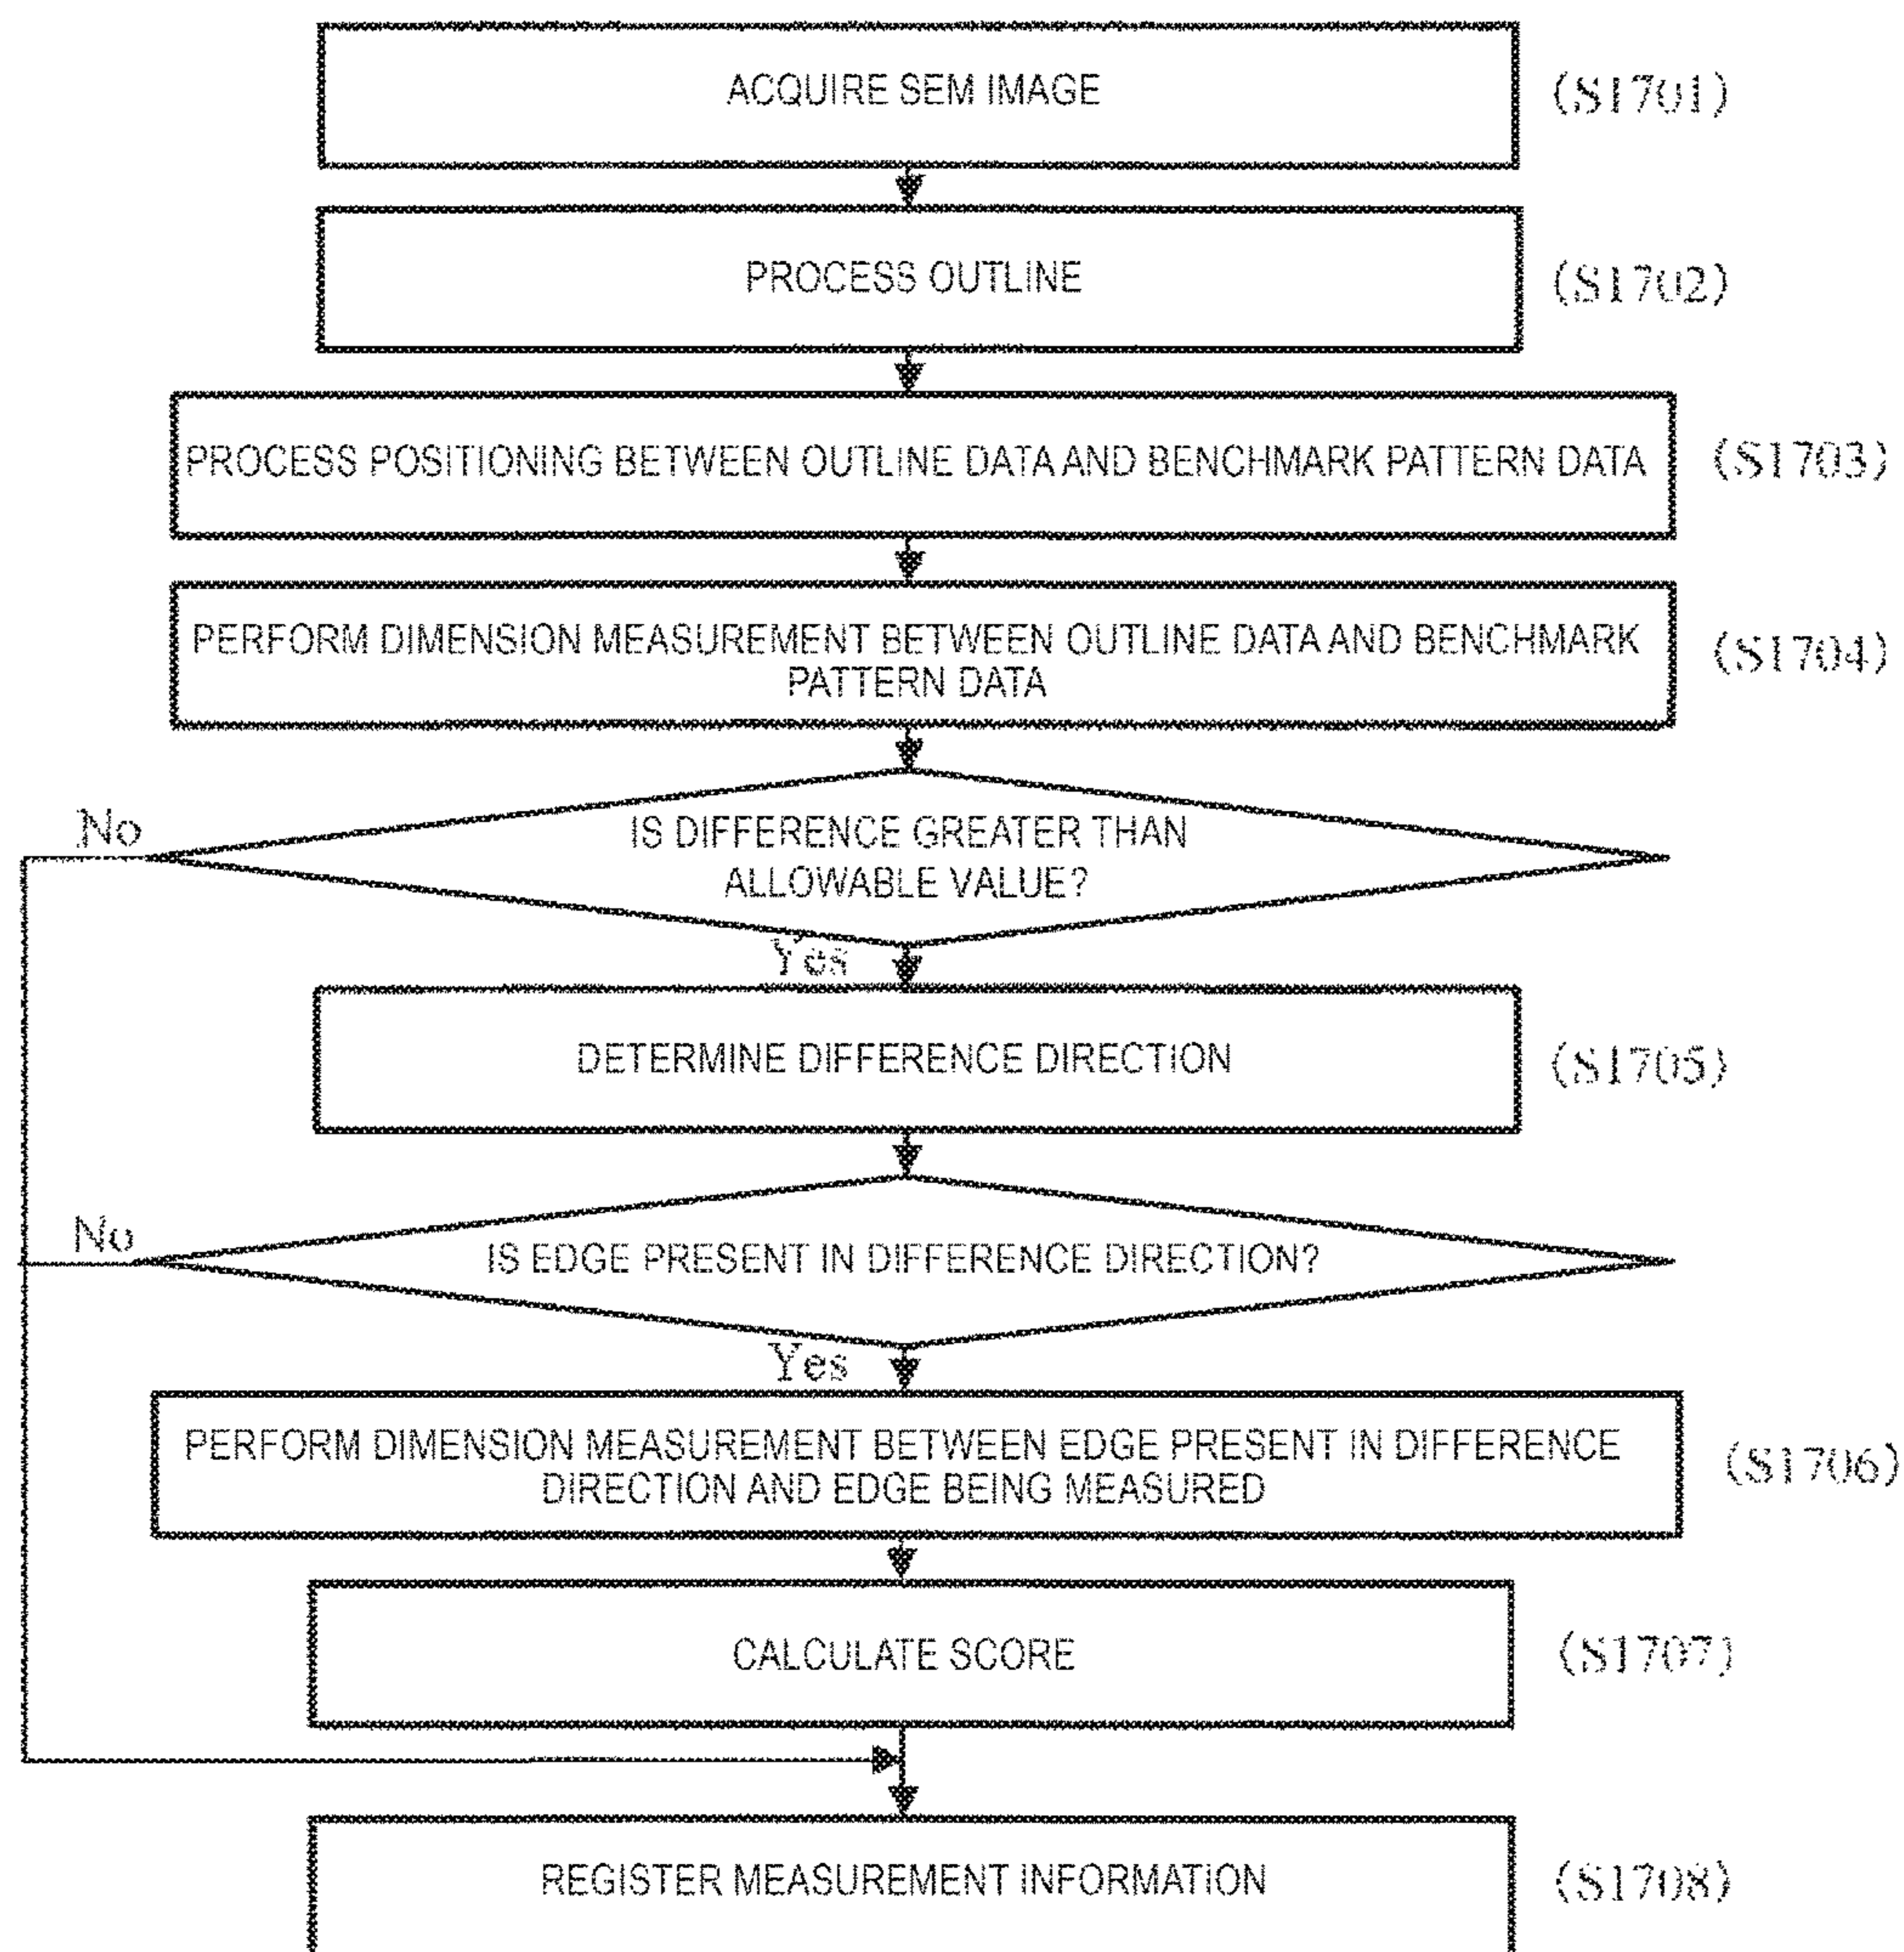 ACQUIRE SEM IMAGE
(S1701)
PROCESS OUTLINE
(S1702)
PROCESS POSITIONING BETWEEN OUTLINE DATA AND BENCHMARK PATTERN DATA
(S1703)
PERFORM DIMENSION MEASUREMENT BETWEEN OUTLINE DATA AND BENCHMARK
PATTERN DATA
(S1704)
No
IS DIFFERENCE GREATER THAN
ALLOWABLE VALUE?
Yes
DETERMINE DIFFERENCE DIRECTION
(S1705)
No
IS EDGE PRESENT IN DIFFERENCE DIRECTION?
Yes
PERFORM DIMENSION MEASUREMENT BETWEEN EDGE PRESENT IN DIFFERENCE
DIRECTION AND EDGE BEING MEASURED
(S1706)
CALCULATE SCORE
(S1707)
REGISTER MEASUREMENT INFORMATION
(S1708)